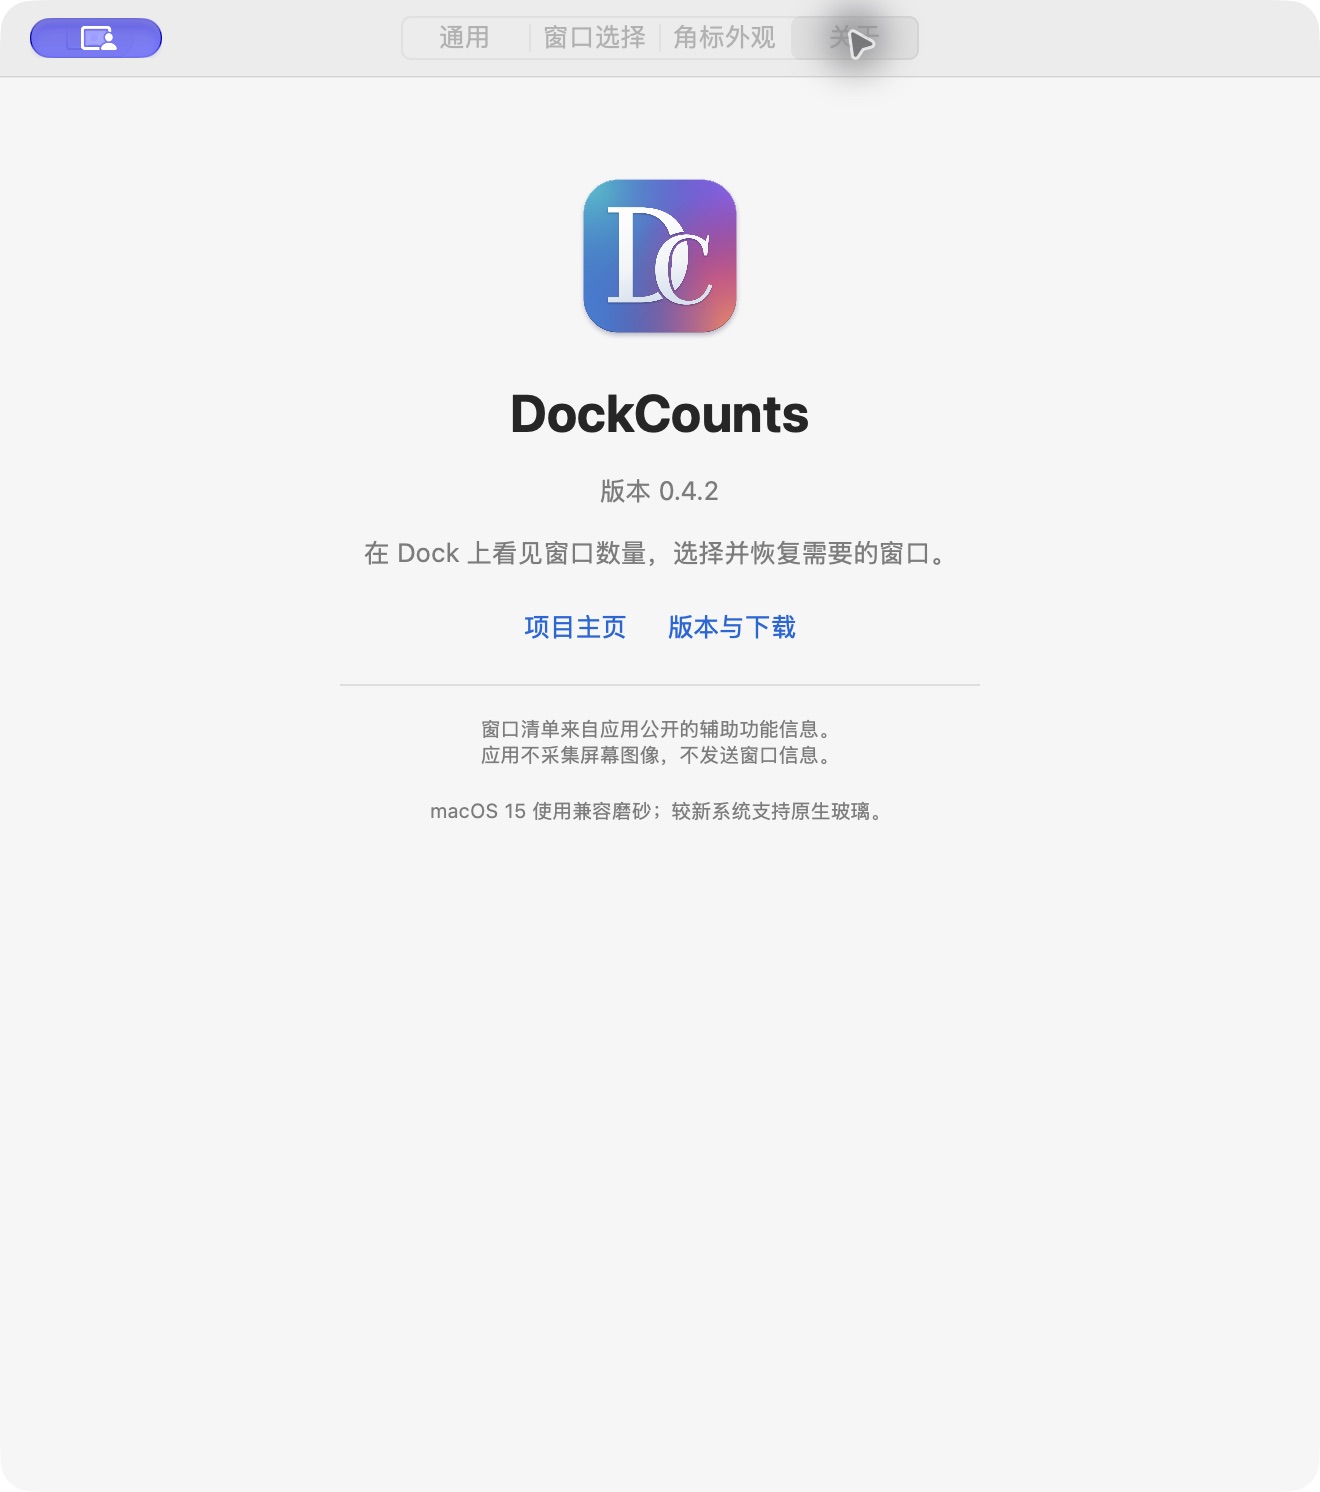 通用 窗口选择 角标外观 关于
DC
DockCounts
版本 0.4.2
在 Dock 上看见窗口数量，选择并恢复需要的窗口。
项目主页 版本与下载
窗口清单来自应用公开的辅助功能信息。
应用不采集屏幕图像，不发送窗口信息。
macOS 15 使用兼容磨砂；较新系统支持原生玻璃。